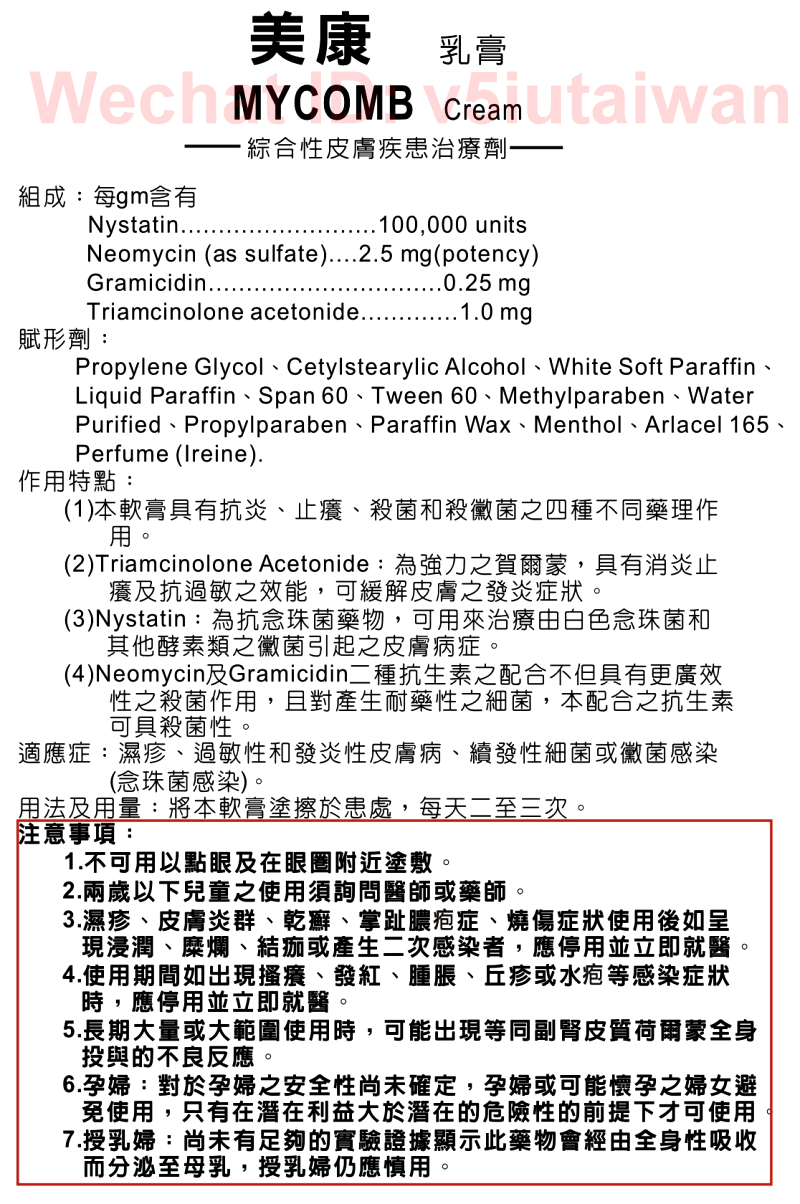 美康 乳膏
Wechat ID: v5iutaiwan
MYCOMB Cream
綜合性皮膚疾患治療劑
組成：每gm含有
Nystatin..........................100,000 units
Neomycin (as sulfate)....2.5 mg(potency)
Gramicidin...............................0.25 mg
Triamcinolone acetonide.............1.0 mg
賦形劑：
Propylene Glycol、Cetylstearylic Alcohol、White Soft Paraffin、
Liquid Paraffin、Span 60、Tween 60、Methylparaben、Water
Purified、Propylparaben、Paraffin Wax、Menthol、Arlacel 165、
Perfume (Ireine).
作用特點：
(1)本軟膏具有抗炎、止癢、殺菌和殺黴菌之四種不同藥理作
用。
(2)Triamcinolone Acetonide：為強力之賀爾蒙，具有消炎止
癢及抗過敏之效能，可緩解皮膚之發炎症狀。
(3)Nystatin：為抗念珠菌藥物，可用來治療由白色念珠菌和
其他酵素類之黴菌引起之皮膚病症。
(4)Neomycin及Gramicidin二種抗生素之配合不但具有更廣效
性之殺菌作用，且對產生耐藥性之細菌，本配合之抗生素
可具殺菌性。
適應症：濕疹、過敏性和發炎性皮膚病、續發性細菌或黴菌感染
(念珠菌感染)。
用法及用量：將本軟膏塗擦於患處，每天二至三次。
注意事項：
1.不可用以點眼及在眼圈附近塗敷。
2.兩歲以下兒童之使用須詢問醫師或藥師。
3.濕疹、皮膚炎群、乾癬、掌趾膿疱症、燒傷症狀使用後如呈
現浸潤、糜爛、結痂或產生二次感染者，應停用並立即就醫。
4.使用期間如出現搔癢、發紅、腫脹、丘疹或水疱等感染症狀
時，應停用並立即就醫。
5.長期大量或大範圍使用時，可能出現等同副腎皮質荷爾蒙全身
投與的不良反應。
6.孕婦：對於孕婦之安全性尚未確定，孕婦或可能懷孕之婦女避
免使用，只有在潛在利益大於潛在的危險性的前提下才可使用。
7.授乳婦：尚未有足夠的實驗證據顯示此藥物會經由全身性吸收
而分泌至母乳，授乳婦仍應慎用。